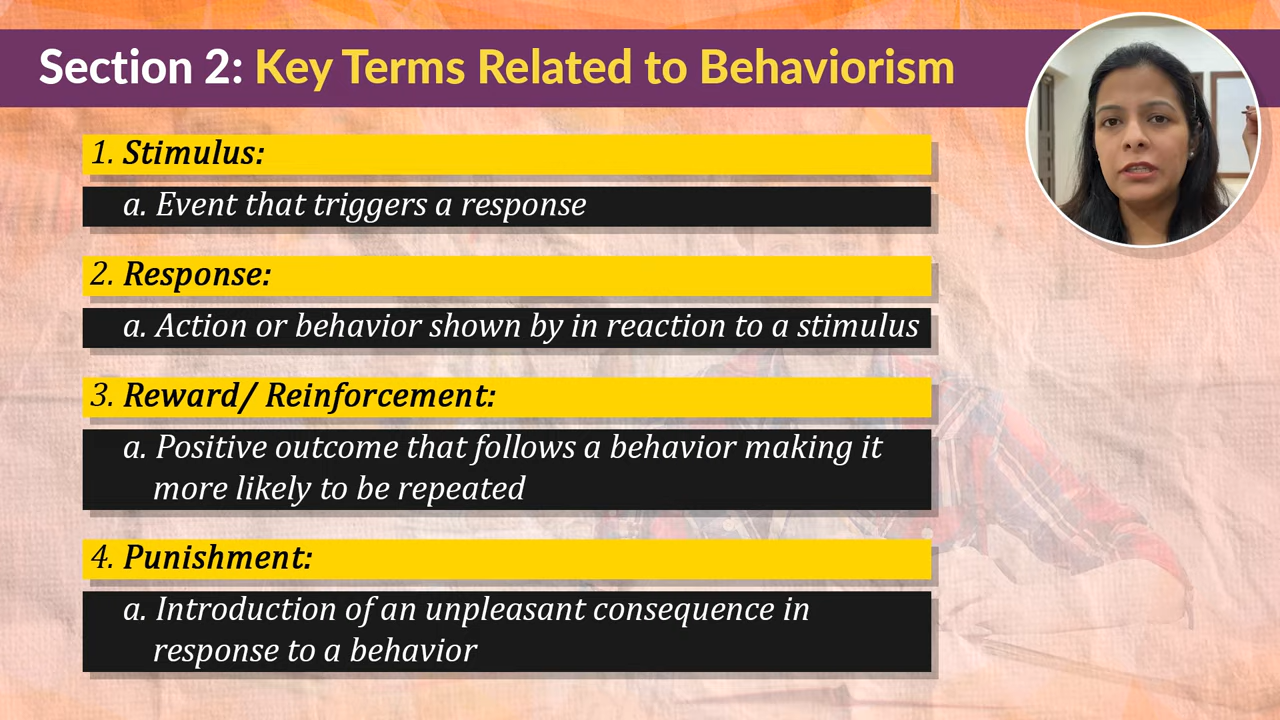 Section 2: Key Terms Related to Behaviorism
1. Stimulus:
a. Event that triggers a response
2. Response:
a. Action or behavior shown by in reaction to a stimulus
3. Reward/ Reinforcement:
a. Positive outcome that follows a behavior making it
more likely to be repeated
4. Punishment:
a. Introduction of an unpleasant consequence in
response to a behavior